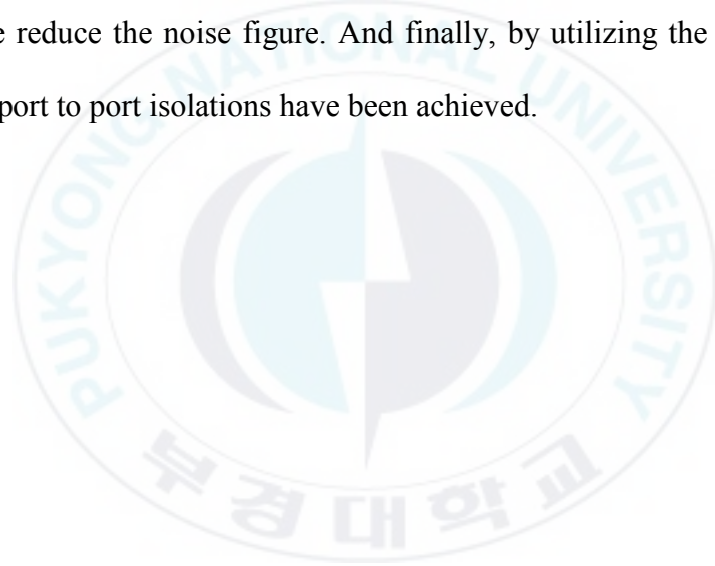 e reduce the noise figure. And finally, by utilizing the
port to port isolations have been achieved.
PUKYONG NATIONAL UNIVERSITY
부경대학교